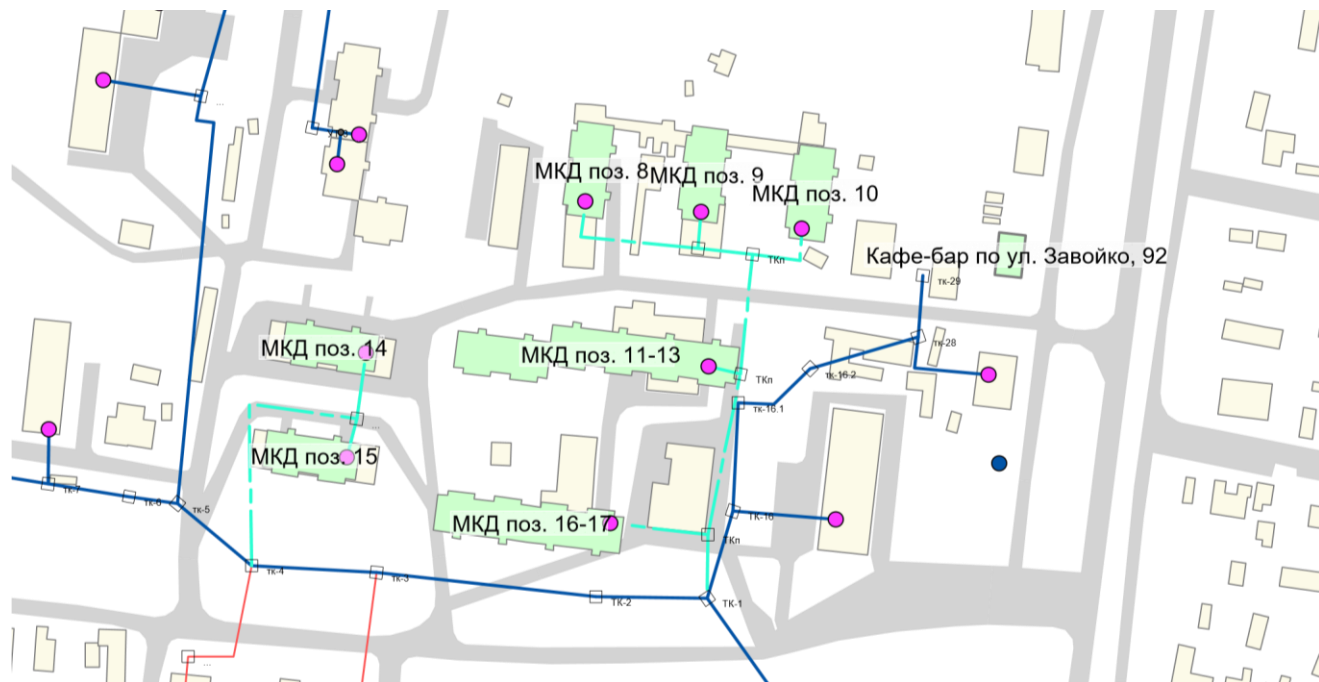 МКД поз. 8
МКД поз. 9
МКД поз. 10
ТКп
Кафе-бар по ул. Завойко, 92
тк-29
тк-28
МКД поз. 14
МКД поз. 11-13
ТКп
тк-16.2
тк-16.1
...
МКД поз. 15
тк-7
тк-6
тк-5
МКД поз. 16-17
ТК-16
ТКп
тк-4
тк-3
ТК-2
ТК-1
...